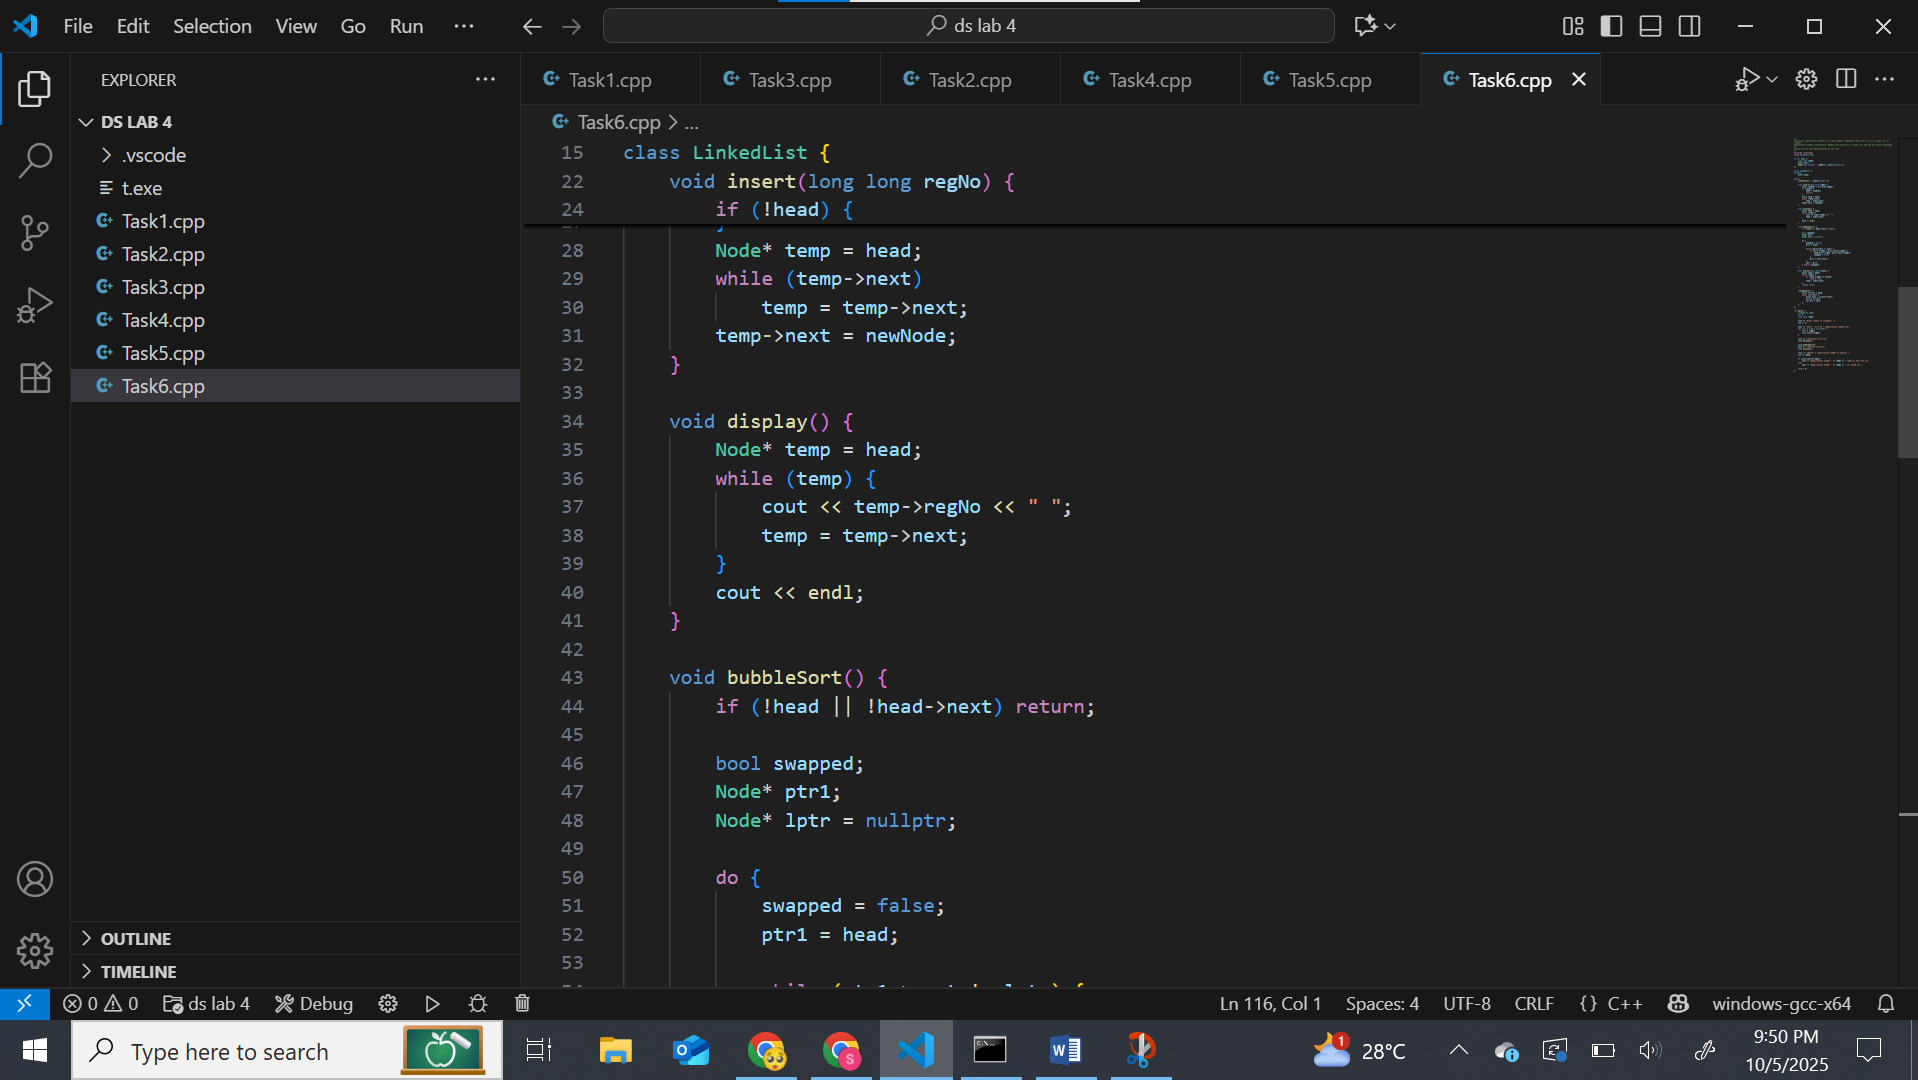 File Edit Selection View Go Run ···
ds lab 4
EXPLORER
DS LAB 4
.vscode
t.exe
Task1.cpp
Task2.cpp
Task3.cpp
Task4.cpp
Task5.cpp
Task6.cpp
OUTLINE
TIMELINE
Task1.cpp Task3.cpp Task2.cpp Task4.cpp Task5.cpp Task6.cpp
Task6.cpp > ...
15 class LinkedList {
22 void insert(long long regNo) {
24 if (!head) {
}
28 Node* temp = head;
29 while (temp->next)
30 temp = temp->next;
31 temp->next = newNode;
32 }
33
34 void display() {
35 Node* temp = head;
36 while (temp) {
37 cout << temp->regNo << " ";
38 temp = temp->next;
39 }
40 cout << endl;
41 }
42
43 void bubbleSort() {
44 if (!head || !head->next) return;
45
46 bool swapped;
47 Node* ptr1;
48 Node* lptr = nullptr;
49
50 do {
51 swapped = false;
52 ptr1 = head;
53
0 0 ds lab 4 Debug
Ln 116, Col 1 Spaces: 4 UTF-8 CRLF {} C++ windows-gcc-x64
Type here to search
1 28°C
9:50 PM
10/5/2025